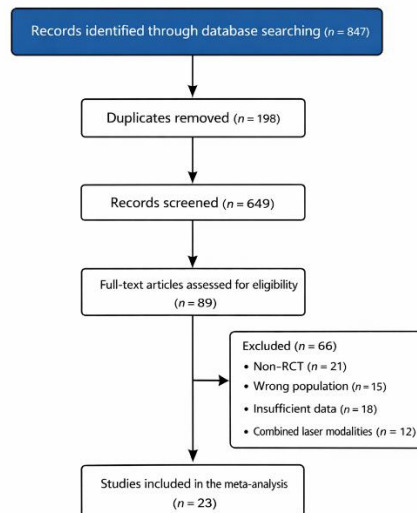 Records identified through database searching (n = 847)
Duplicates removed (n = 198)
Records screened (n = 649)
Full-text articles assessed for eligibility
(n = 89)
Excluded (n = 66)
• Non-RCT (n = 21)
• Wrong population (n = 15)
• Insufficient data (n = 18)
• Combined laser modalities (n = 12)
Studies included in the meta-analysis
(n = 23)